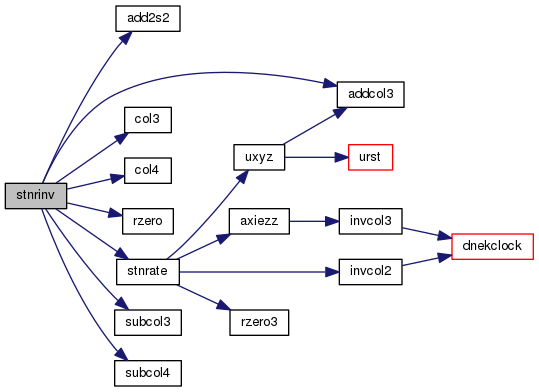 add2s2
addcol3
col3
uxyz
urst
col4
stnrinv
rzero
axiezz
invcol3
dnekclock
stnrate
invcol2
subcol3
rzero3
subcol4